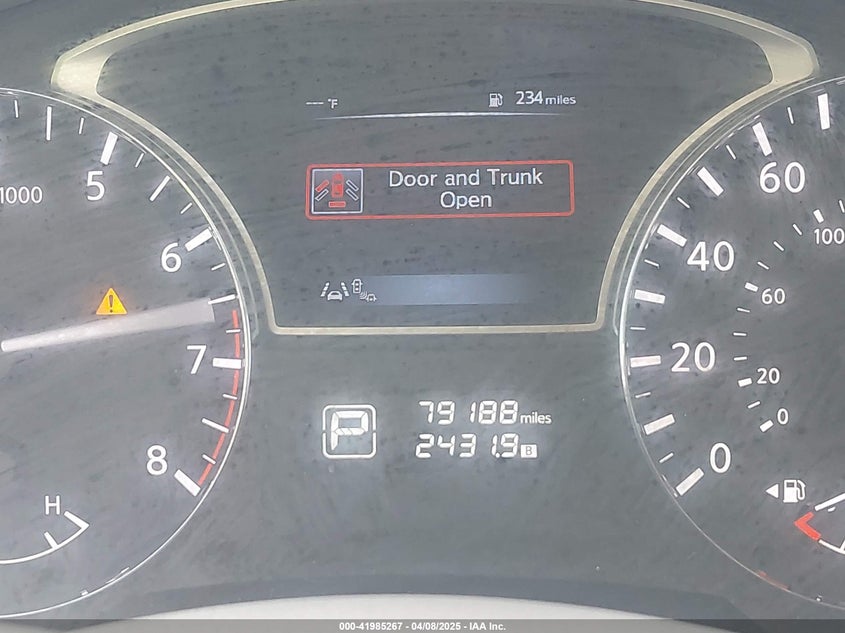 --- °F
234 miles
Door and Trunk
Open
x1000
5
6
7
8
H
60
40
20
0
100
60
20
0
P
79188 miles
2431.9 B
000-41985267 - 04/08/2025 - IAA Inc.